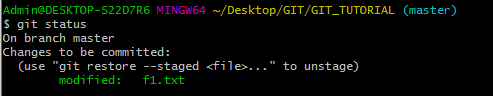 Admin@DESKTOP-S22D7R6 MINGW64 ~/Desktop/GIT/GIT_TUTORIAL (master)
$ git status
On branch master
Changes to be committed:
  (use "git restore --staged <file>..." to unstage)
        modified:   f1.txt